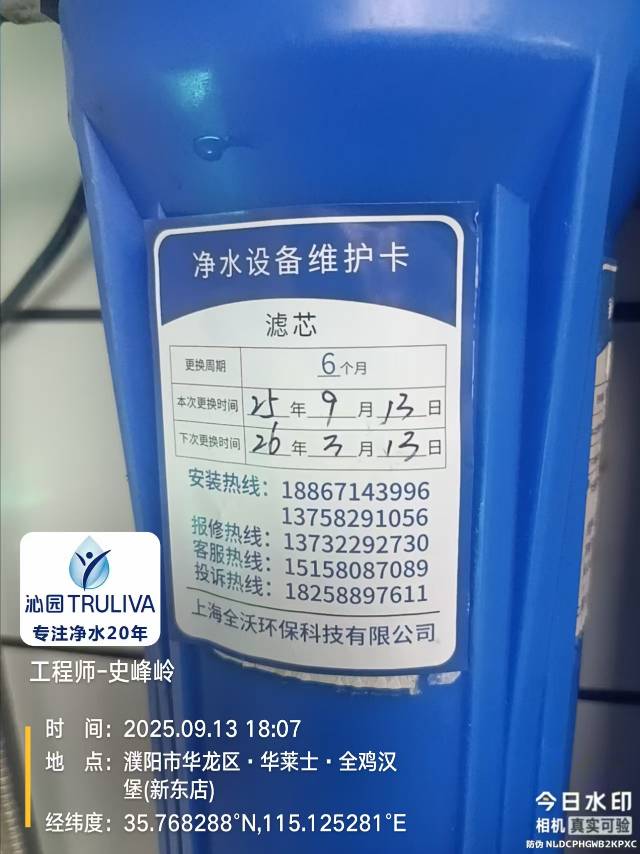 净水设备维护卡
滤芯
更换周期 6个月
本次更换时间 25年9月13日
下次更换时间 26年3月13日
安装热线：18867143996
13758291056
报修热线：13732292730
客服热线：15158087089
投诉热线：18258897611
上海全沃环保科技有限公司
沁园TRULIVA
专注净水20年
工程师-史峰岭
时 间：2025.09.13 18:07
地 点：濮阳市华龙区·华莱士·全鸡汉
堡(新东店)
经纬度：35.768288°N,115.125281°E
今日水印
相机 真实可验
防伪 NLDCPHGWB2KPXC